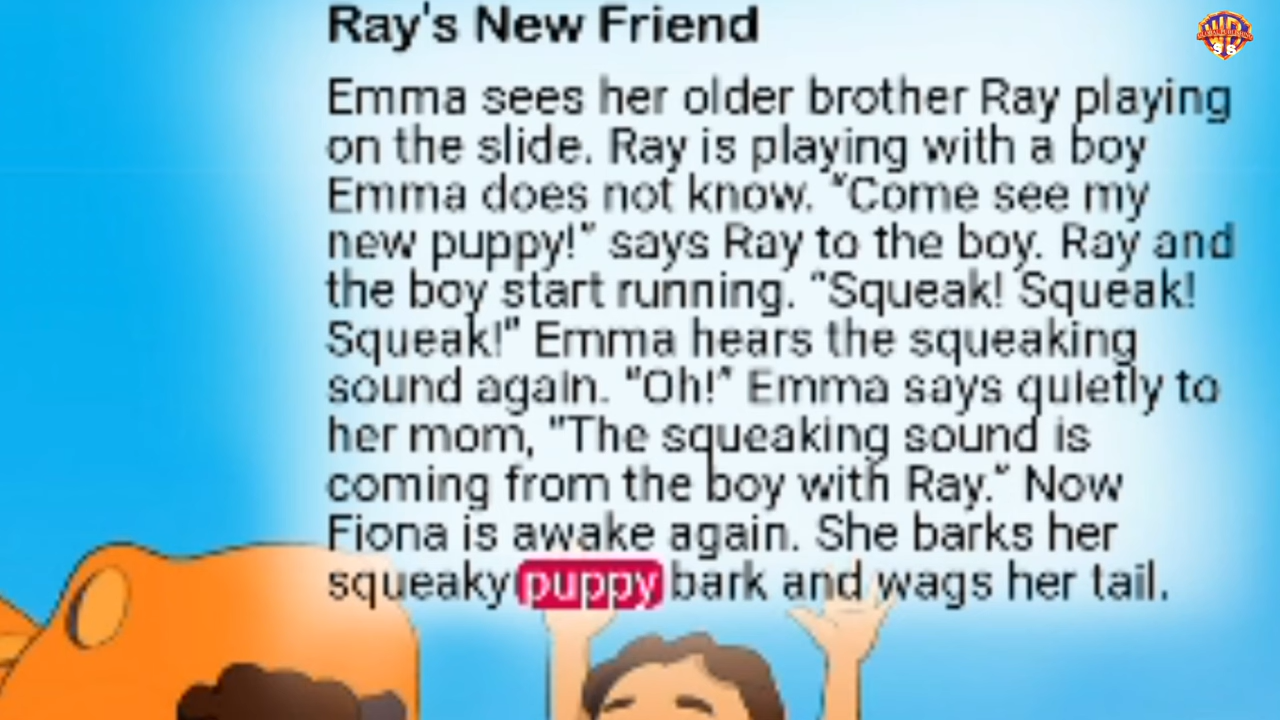 Ray's New Friend
Emma sees her older brother Ray playing
on the slide. Ray is playing with a boy
Emma does not know. "Come see my
new puppy!" says Ray to the boy. Ray and
the boy start running. "Squeak! Squeak!
Squeak!" Emma hears the squeaking
sound again. "Oh!" Emma says quietly to
her mom, "The squeaking sound is
coming from the boy with Ray." Now
Fiona is awake again. She barks her
squeaky puppy bark and wags her tail.